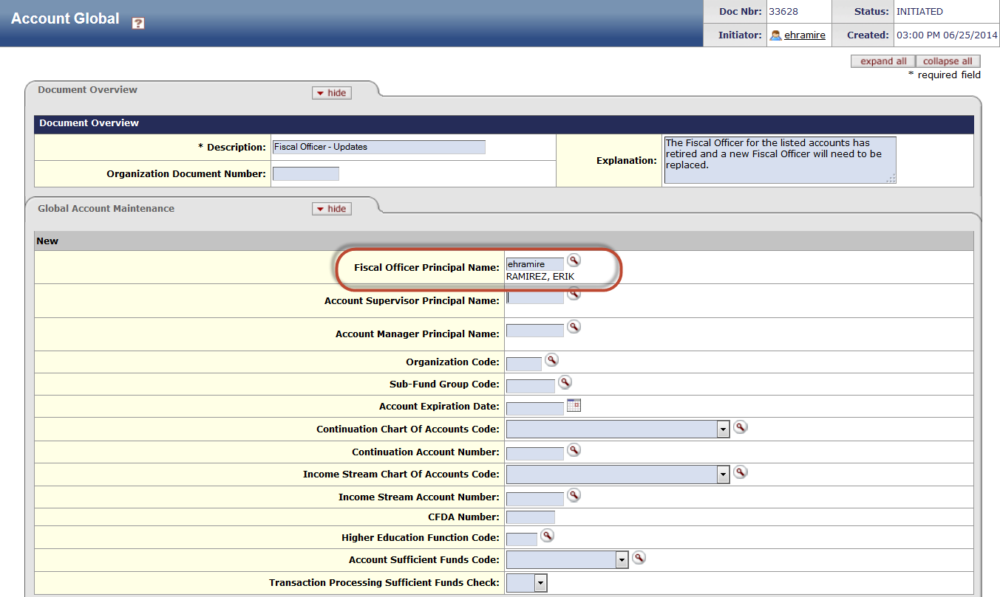 Account Global
?
Doc Nbr: 33628 Status: INITIATED
Initiator: ehramire Created: 03:00 PM 06/25/2014
expand all collapse all
* required field
Document Overview hide
Document Overview
* Description: Fiscal Officer - Updates
Explanation: The Fiscal Officer for the listed accounts has
retired and a new Fiscal Officer will need to be
replaced.
Organization Document Number:
Global Account Maintenance hide
New
Fiscal Officer Principal Name: ehramire
RAMIREZ, ERIK
Account Supervisor Principal Name:
Account Manager Principal Name:
Organization Code:
Sub-Fund Group Code:
Account Expiration Date:
Continuation Chart Of Accounts Code:
Continuation Account Number:
Income Stream Chart Of Accounts Code:
Income Stream Account Number:
CFDA Number:
Higher Education Function Code:
Account Sufficient Funds Code:
Transaction Processing Sufficient Funds Check: